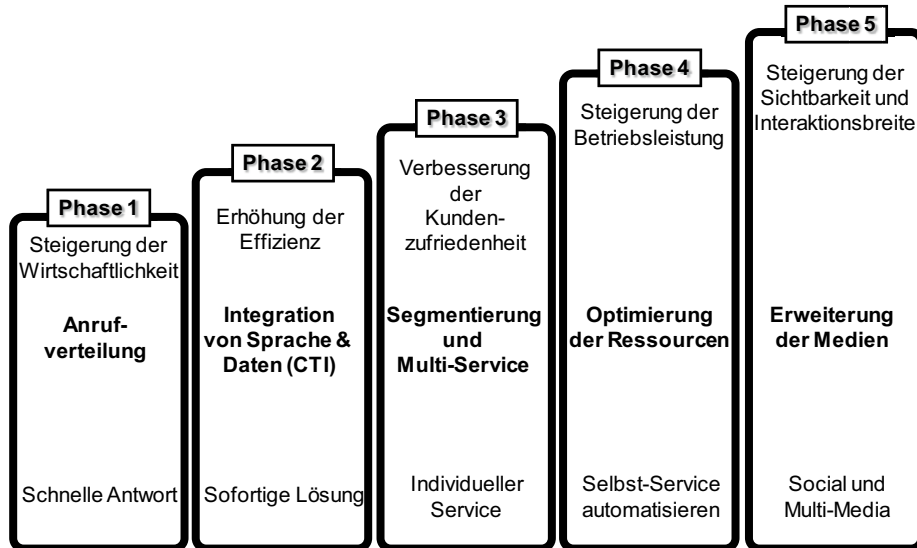 Phase 1
Steigerung der
Wirtschaftlichkeit
Anruf-
verteilung
Schnelle Antwort
Phase 2
Erhöhung der
Effizienz
Integration
von Sprache &
Daten (CTI)
Sofortige Lösung
Phase 3
Verbesserung
der
Kunden-
zufriedenheit
Segmentierung
und
Multi-Service
Individueller
Service
Phase 4
Steigerung der
Betriebsleistung
Optimierung
der Ressourcen
Selbst-Service
automatisieren
Phase 5
Steigerung der
Sichtbarkeit und
Interaktionsbreite
Erweiterung
der Medien
Social und
Multi-Media